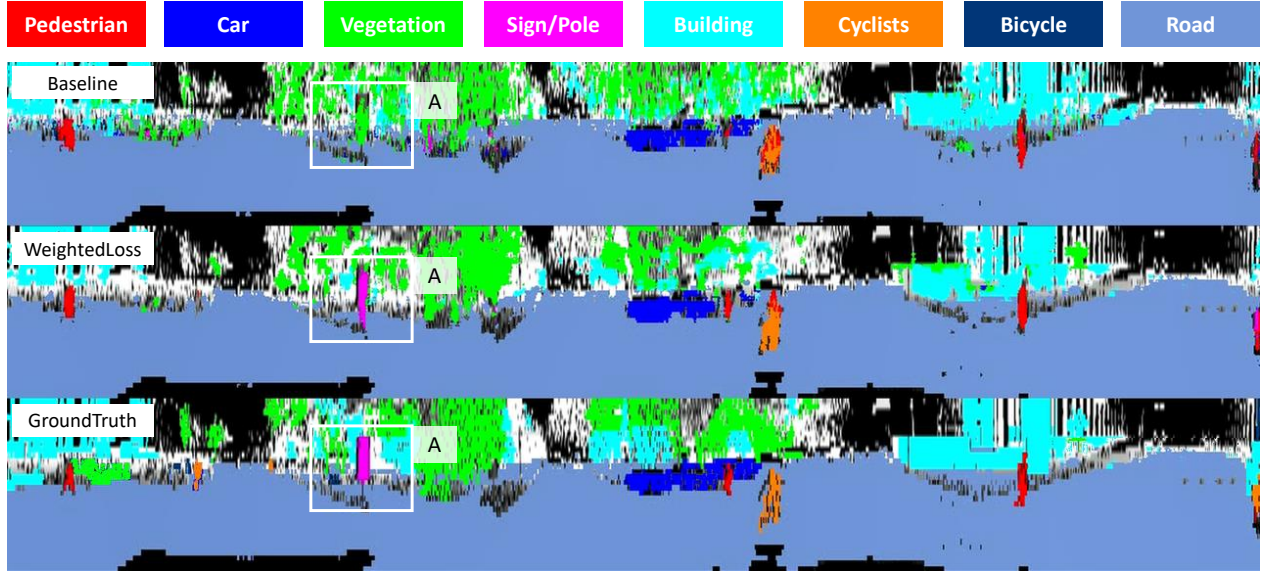 Pedestrian Car Vegetation Sign/Pole Building Cyclists Bicycle Road
Baseline
A
WeightedLoss
A
GroundTruth
A